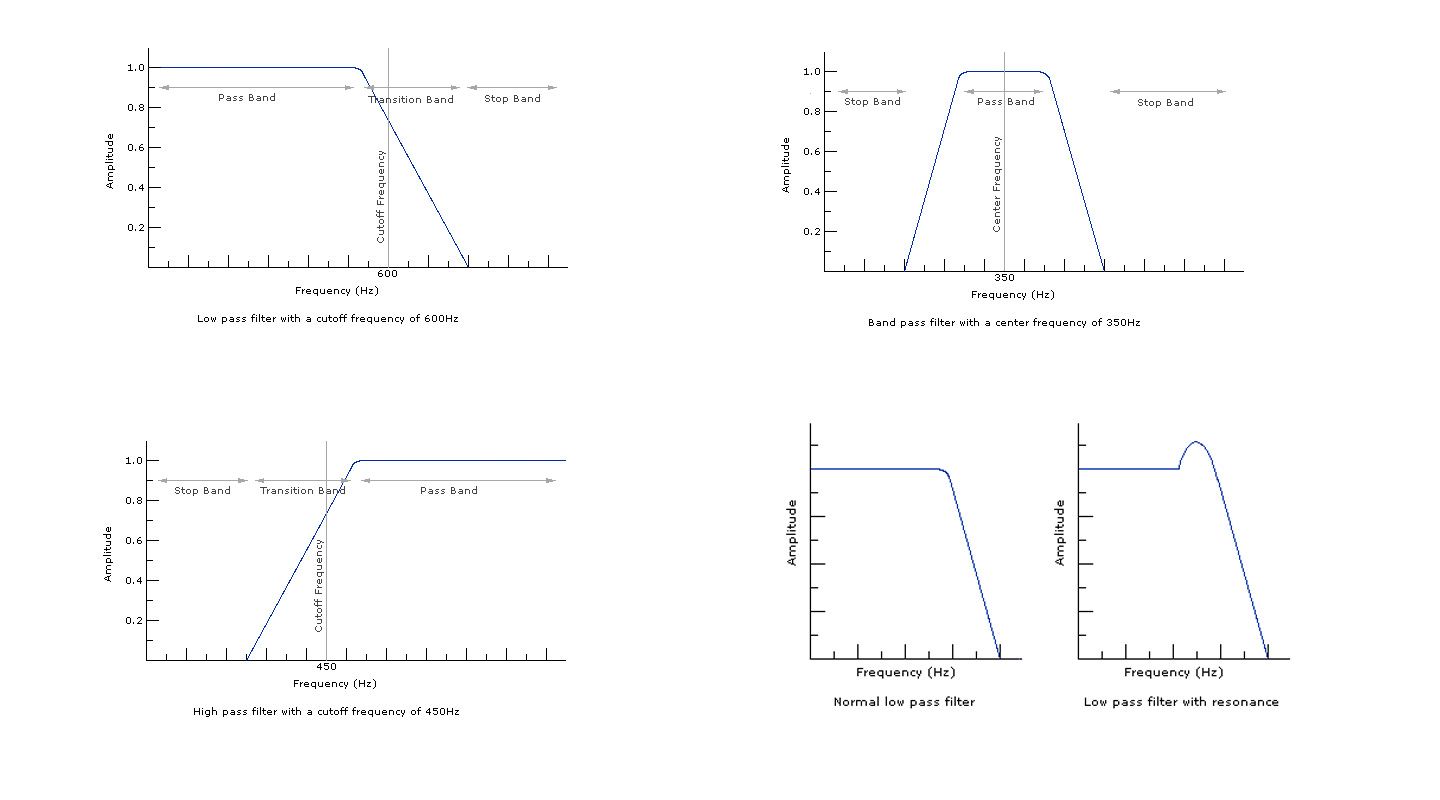 1.0
Pass Band
Transition Band
Stop Band
0.8
0.6
0.4
0.2
Amplitude
Cutoff Frequency
600
Frequency (Hz)
Low pass filter with a cutoff frequency of 600Hz
1.0
Stop Band
Pass Band
Stop Band
0.8
0.6
0.4
0.2
Amplitude
Center Frequency
350
Frequency (Hz)
Band pass filter with a center frequency of 350Hz
1.0
Stop Band
Transition Band
Pass Band
0.8
0.6
0.4
0.2
Amplitude
Cutoff Frequency
450
Frequency (Hz)
High pass filter with a cutoff frequency of 450Hz
Amplitude
Frequency (Hz)
Normal low pass filter
Amplitude
Frequency (Hz)
Low pass filter with resonance